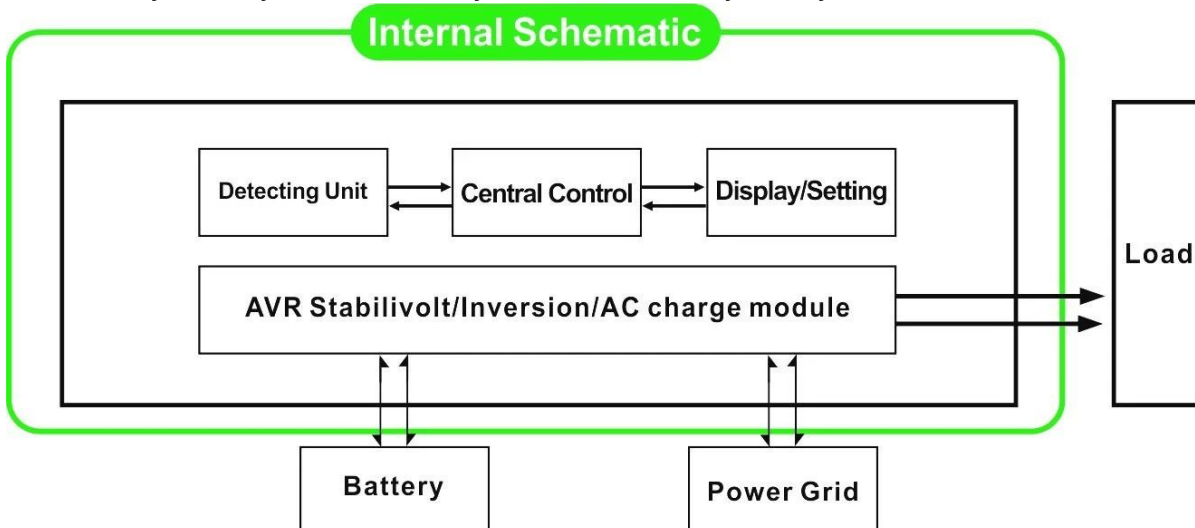 Internal Schematic
Detecting Unit
Central Control
Display/Setting
Load
AVR Stabilivolt/Inversion/AC charge module
Battery
Power Grid